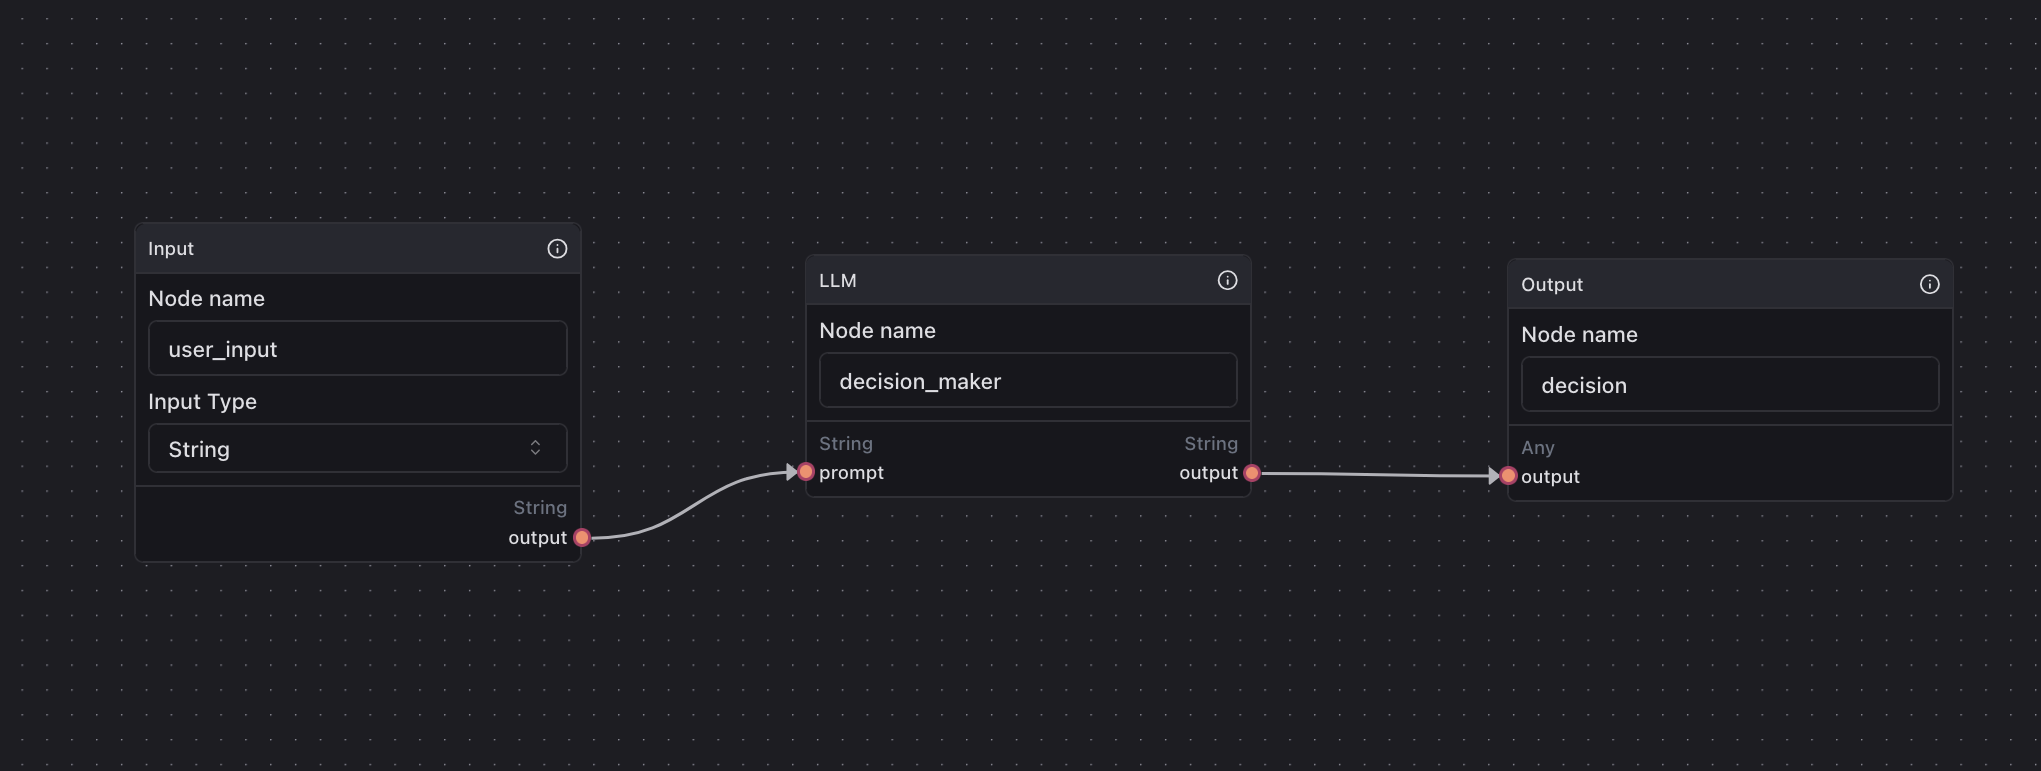 Input
Node name
user_input
Input Type
String
String
output
LLM
Node name
decision_maker
String String
prompt output
Output
Node name
decision
Any
output